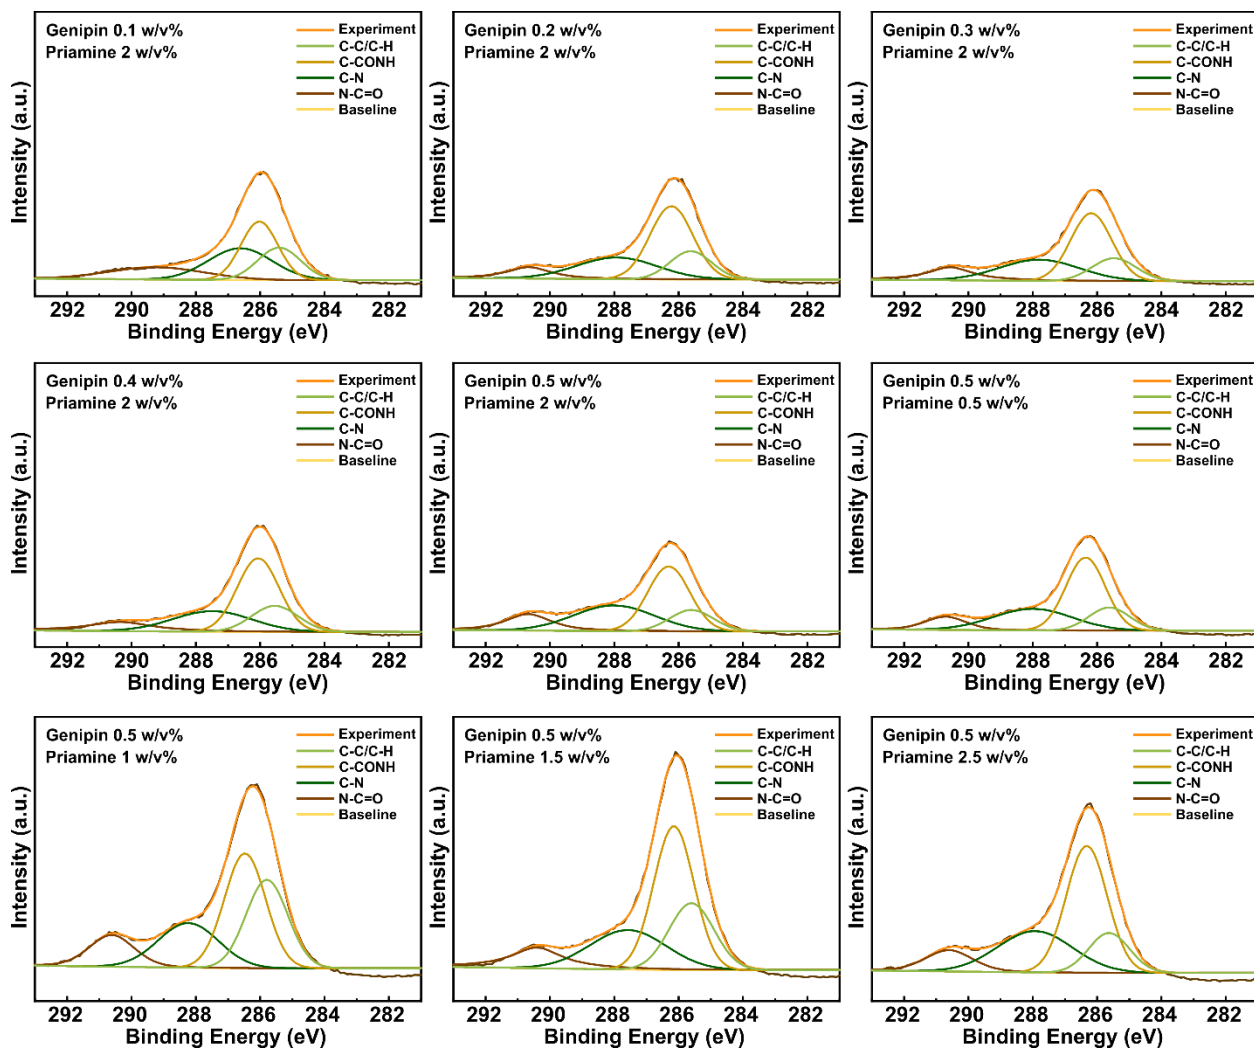 Genipin 0.1 w/v%
Priamine 2 w/v%
Experiment
C-C/C-H
C-CONH
C-N
N-C=O
Baseline
Intensity (a.u.)
292 290 288 286 284 282
Binding Energy (eV)
Genipin 0.2 w/v%
Priamine 2 w/v%
Experiment
C-C/C-H
C-CONH
C-N
N-C=O
Baseline
Intensity (a.u.)
292 290 288 286 284 282
Binding Energy (eV)
Genipin 0.3 w/v%
Priamine 2 w/v%
Experiment
C-C/C-H
C-CONH
C-N
N-C=O
Baseline
Intensity (a.u.)
292 290 288 286 284 282
Binding Energy (eV)
Genipin 0.4 w/v%
Priamine 2 w/v%
Experiment
C-C/C-H
C-CONH
C-N
N-C=O
Baseline
Intensity (a.u.)
292 290 288 286 284 282
Binding Energy (eV)
Genipin 0.5 w/v%
Priamine 2 w/v%
Experiment
C-C/C-H
C-CONH
C-N
N-C=O
Baseline
Intensity (a.u.)
292 290 288 286 284 282
Binding Energy (eV)
Genipin 0.5 w/v%
Priamine 0.5 w/v%
Experiment
C-C/C-H
C-CONH
C-N
N-C=O
Baseline
Intensity (a.u.)
292 290 288 286 284 282
Binding Energy (eV)
Genipin 0.5 w/v%
Priamine 1 w/v%
Experiment
C-C/C-H
C-CONH
C-N
N-C=O
Baseline
Intensity (a.u.)
292 290 288 286 284 282
Binding Energy (eV)
Genipin 0.5 w/v%
Priamine 1.5 w/v%
Experiment
C-C/C-H
C-CONH
C-N
N-C=O
Baseline
Intensity (a.u.)
292 290 288 286 284 282
Binding Energy (eV)
Genipin 0.5 w/v%
Priamine 2.5 w/v%
Experiment
C-C/C-H
C-CONH
C-N
N-C=O
Baseline
Intensity (a.u.)
292 290 288 286 284 282
Binding Energy (eV)